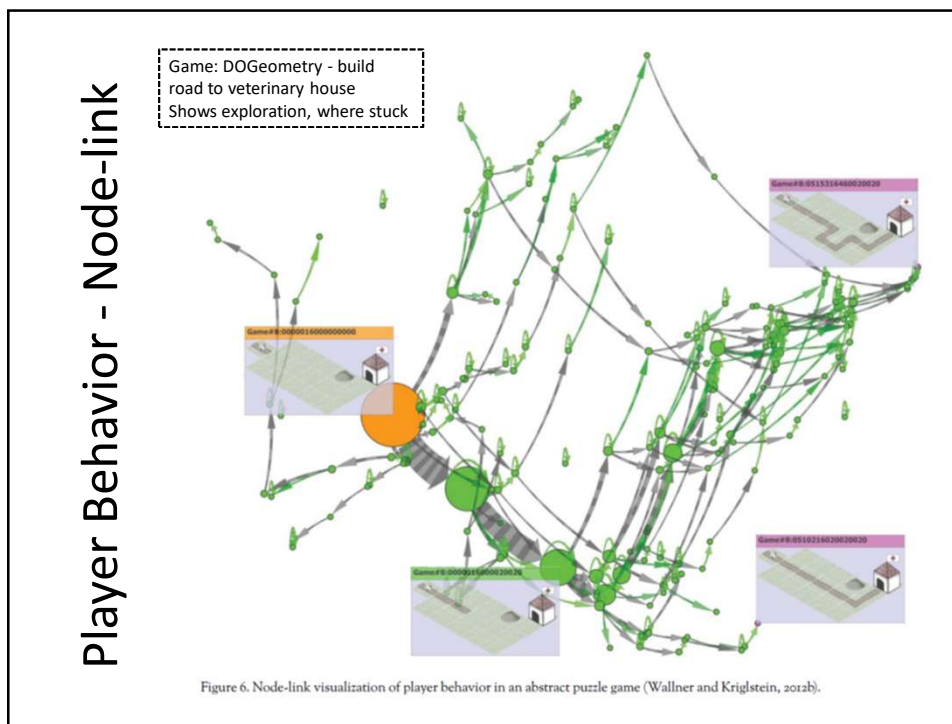 Player Behavior - Node-link
Game: DOGeometry - build
road to veterinary house
Shows exploration, where stuck
Game#8:0515316460020020
Game#8:0000016000000000
Game#8:0000016000020020
Game#8:0510216020020020
Figure 6. Node-link visualization of player behavior in an abstract puzzle game (Wallner and Kriglstein, 2012b).